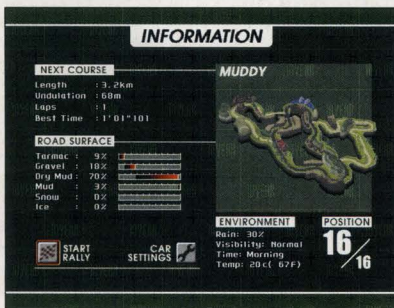 INFORMATION
NEXT COURSE
Length : 3.2km
Undulation : 60m
Laps : 1
Best Time : 1'01"101
ROAD SURFACE
Tarmac : 9%
Gravel : 18%
Dry Mud : 70%
Mud : 3%
Snow : 0%
Ice : 0%
START RALLY
CAR SETTINGS
MUDDY
ENVIRONMENT
Rain: 30%
Visibility: Normal
Time: Morning
Temp: 20c( 67F)
POSITION
16/16